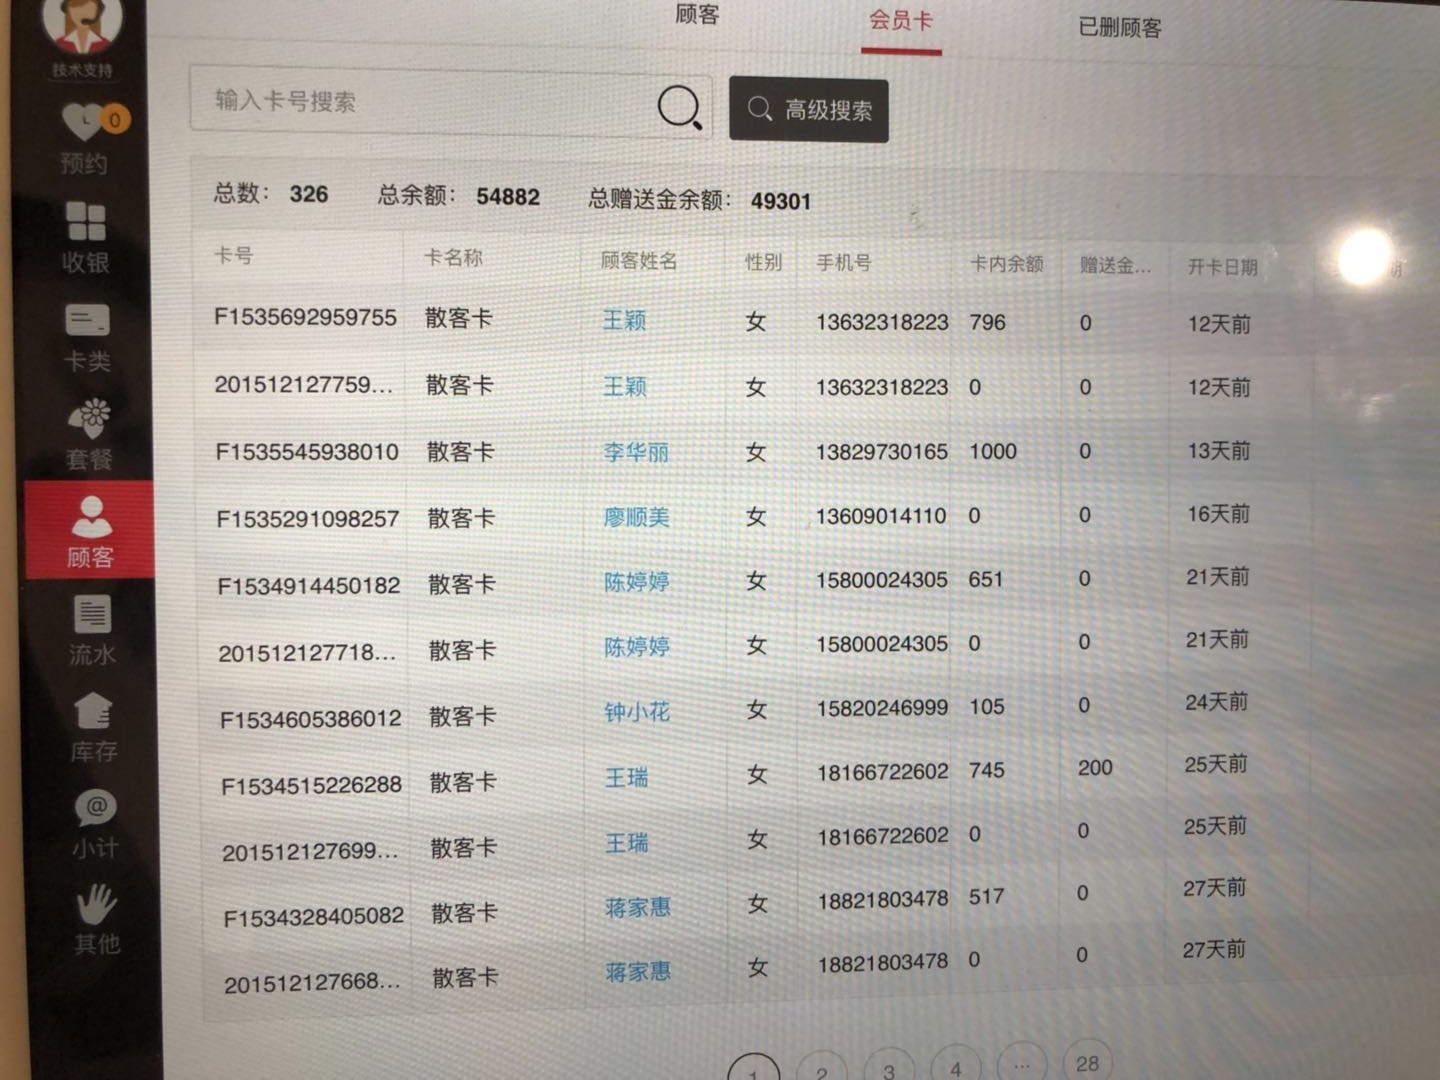 顾客 会员卡 已删顾客
技术支持
输入卡号搜索 高级搜索
0
预约
收银
卡类
套餐
顾客
流水
库存
小计
其他
总数: 326 总余额: 54882 总赠送金余额: 49301
卡号 卡名称 顾客姓名 性别 手机号 卡内余额 赠送金... 开卡日期 期
F1535692959755 散客卡 王颖 女 13632318223 796 0 12天前
201512127759... 散客卡 王颖 女 13632318223 0 0 12天前
F1535545938010 散客卡 李华丽 女 13829730165 1000 0 13天前
F1535291098257 散客卡 廖顺美 女 13609014110 0 0 16天前
F1534914450182 散客卡 陈婷婷 女 15800024305 651 0 21天前
201512127718... 散客卡 陈婷婷 女 15800024305 0 0 21天前
F1534605386012 散客卡 钟小花 女 15820246999 105 0 24天前
F1534515226288 散客卡 王瑞 女 18166722602 745 200 25天前
201512127699... 散客卡 王瑞 女 18166722602 0 0 25天前
F1534328405082 散客卡 蒋家惠 女 18821803478 517 0 27天前
201512127668... 散客卡 蒋家惠 女 18821803478 0 0 27天前
1 2 3 4 ... 28